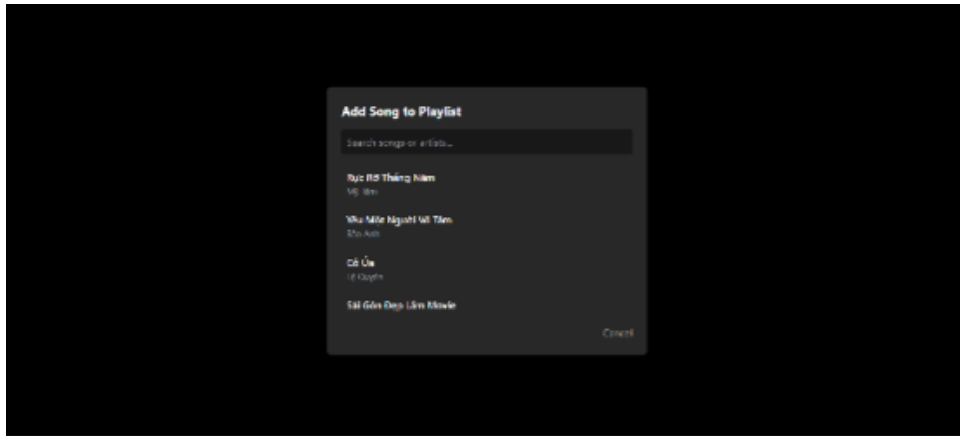 Add Song to Playlist
Search songs or artists...
Rực Rỡ Tháng Năm
Mỹ Tâm
Yêu Một Người Vô Tâm
Bảo Anh
Cỏ Úa
Lệ Quyên
Sài Gòn Đẹp Lắm Movie
Cancel